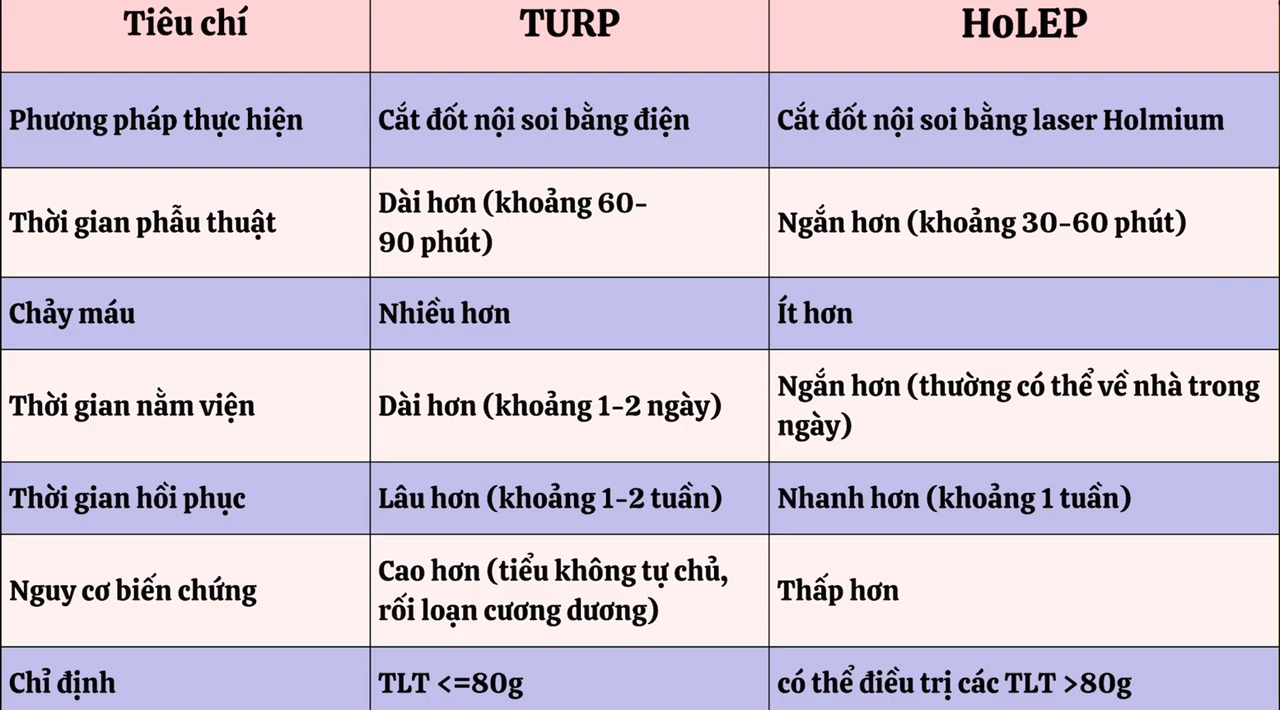 Tiêu chí
TURP
HoLEP
Phương pháp thực hiện
Cắt đốt nội soi bằng điện
Cắt đốt nội soi bằng laser Holmium
Thời gian phẫu thuật
Dài hơn (khoảng 60-
90 phút)
Ngắn hơn (khoảng 30-60 phút)
Chảy máu
Nhiều hơn
Ít hơn
Thời gian nằm viện
Dài hơn (khoảng 1-2 ngày)
Ngắn hơn (thường có thể về nhà trong
ngày)
Thời gian hồi phục
Lâu hơn (khoảng 1-2 tuần)
Nhanh hơn (khoảng 1 tuần)
Nguy cơ biến chứng
Cao hơn (tiểu không tự chủ,
rối loạn cương dương)
Thấp hơn
Chỉ định
TLT <=80g
có thể điều trị các TLT >80g